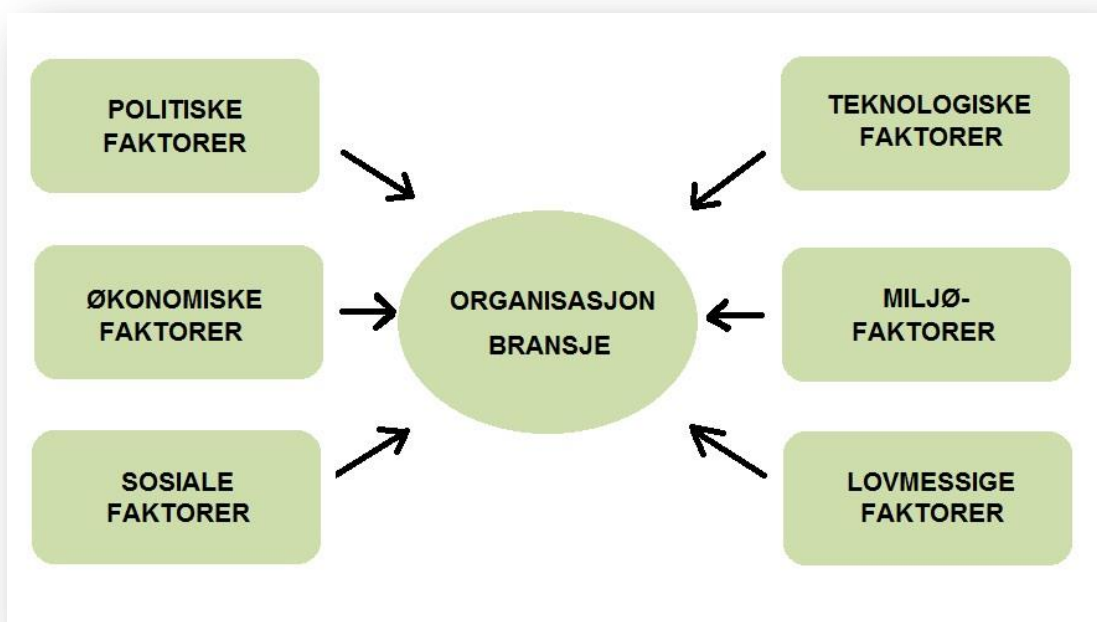 POLITISKE
FAKTORER
ØKONOMISKE
FAKTORER
SOSIALE
FAKTORER
ORGANISASJON
BRANSJE
TEKNOLOGISKE
FAKTORER
MILJØ-
FAKTORER
LOVMESSIGE
FAKTORER